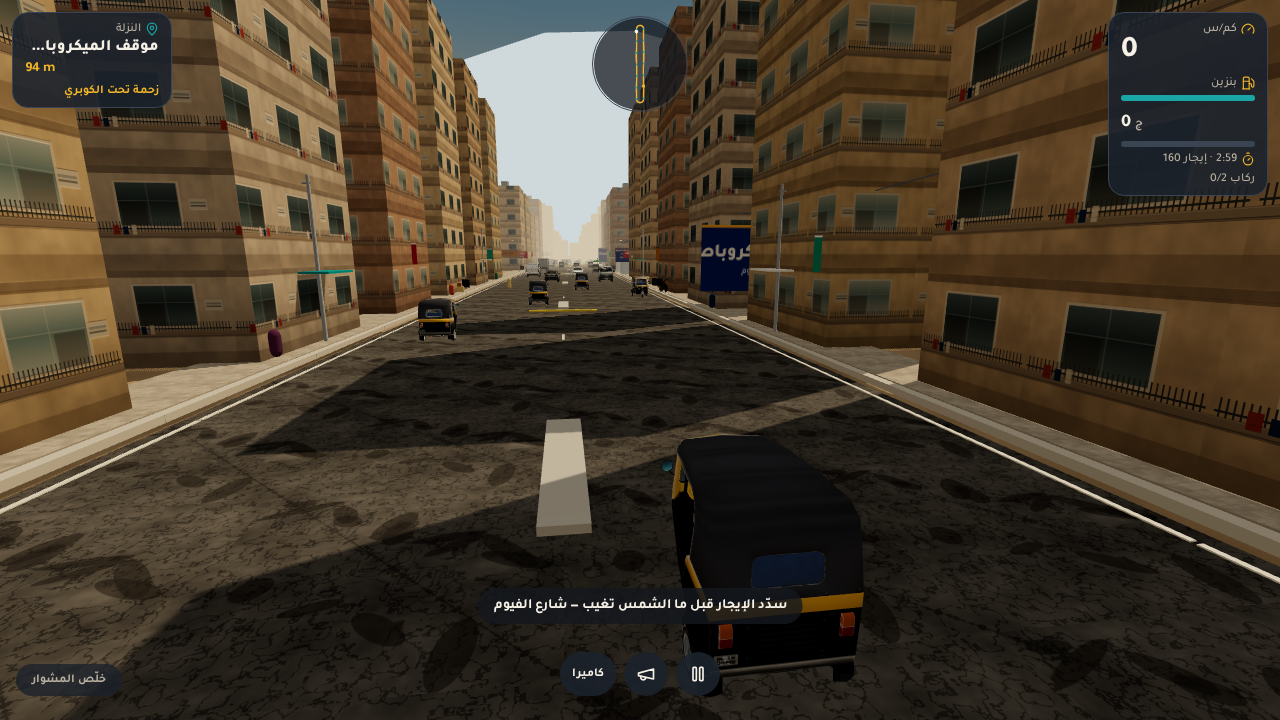 النزلة
موقف الميكروبا...
94 m
زحمة تحت الكوبري
كم/س
0
بنزين
0 ج
2:59 · إيجار 160
ركاب 0/2
كروباص
سدّد الإيجار قبل ما الشمس تغيب – شارع الفيوم
كاميرا
خلّص المشوار